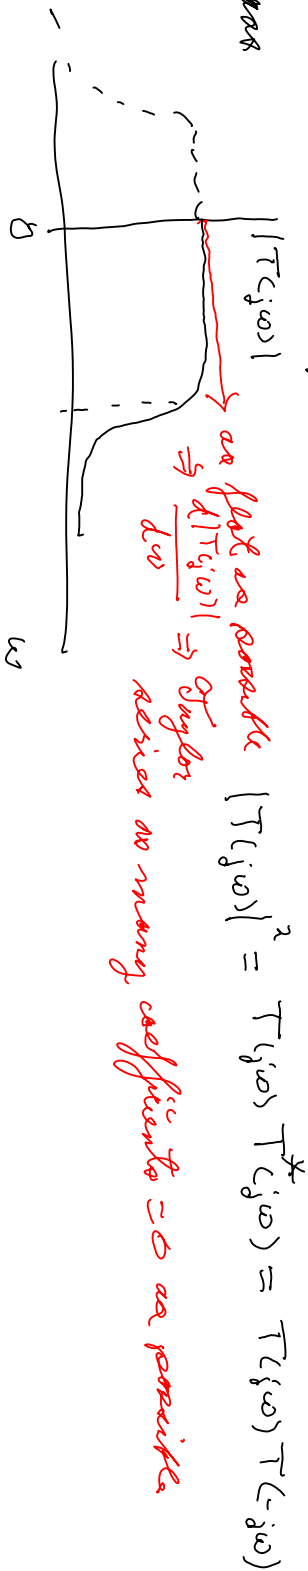 |T(jω)|
0
ω
as flat as possible
⇒ d|T(jω)|/dω ⇒ Taylor
series as many coefficients = 0 as possible
|T(jω)|² = T(jω) T*(jω) = T(jω) T(-jω)